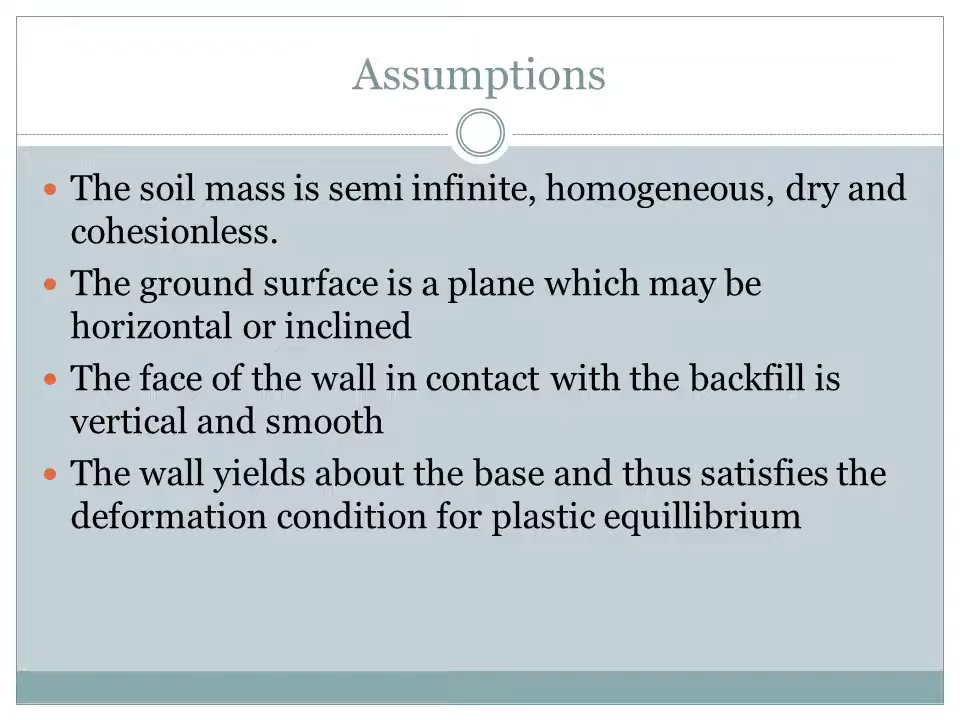 Assumptions
• The soil mass is semi infinite, homogeneous, dry and
cohesionless.
• The ground surface is a plane which may be
horizontal or inclined
• The face of the wall in contact with the backfill is
vertical and smooth
• The wall yields about the base and thus satisfies the
deformation condition for plastic equillibrium